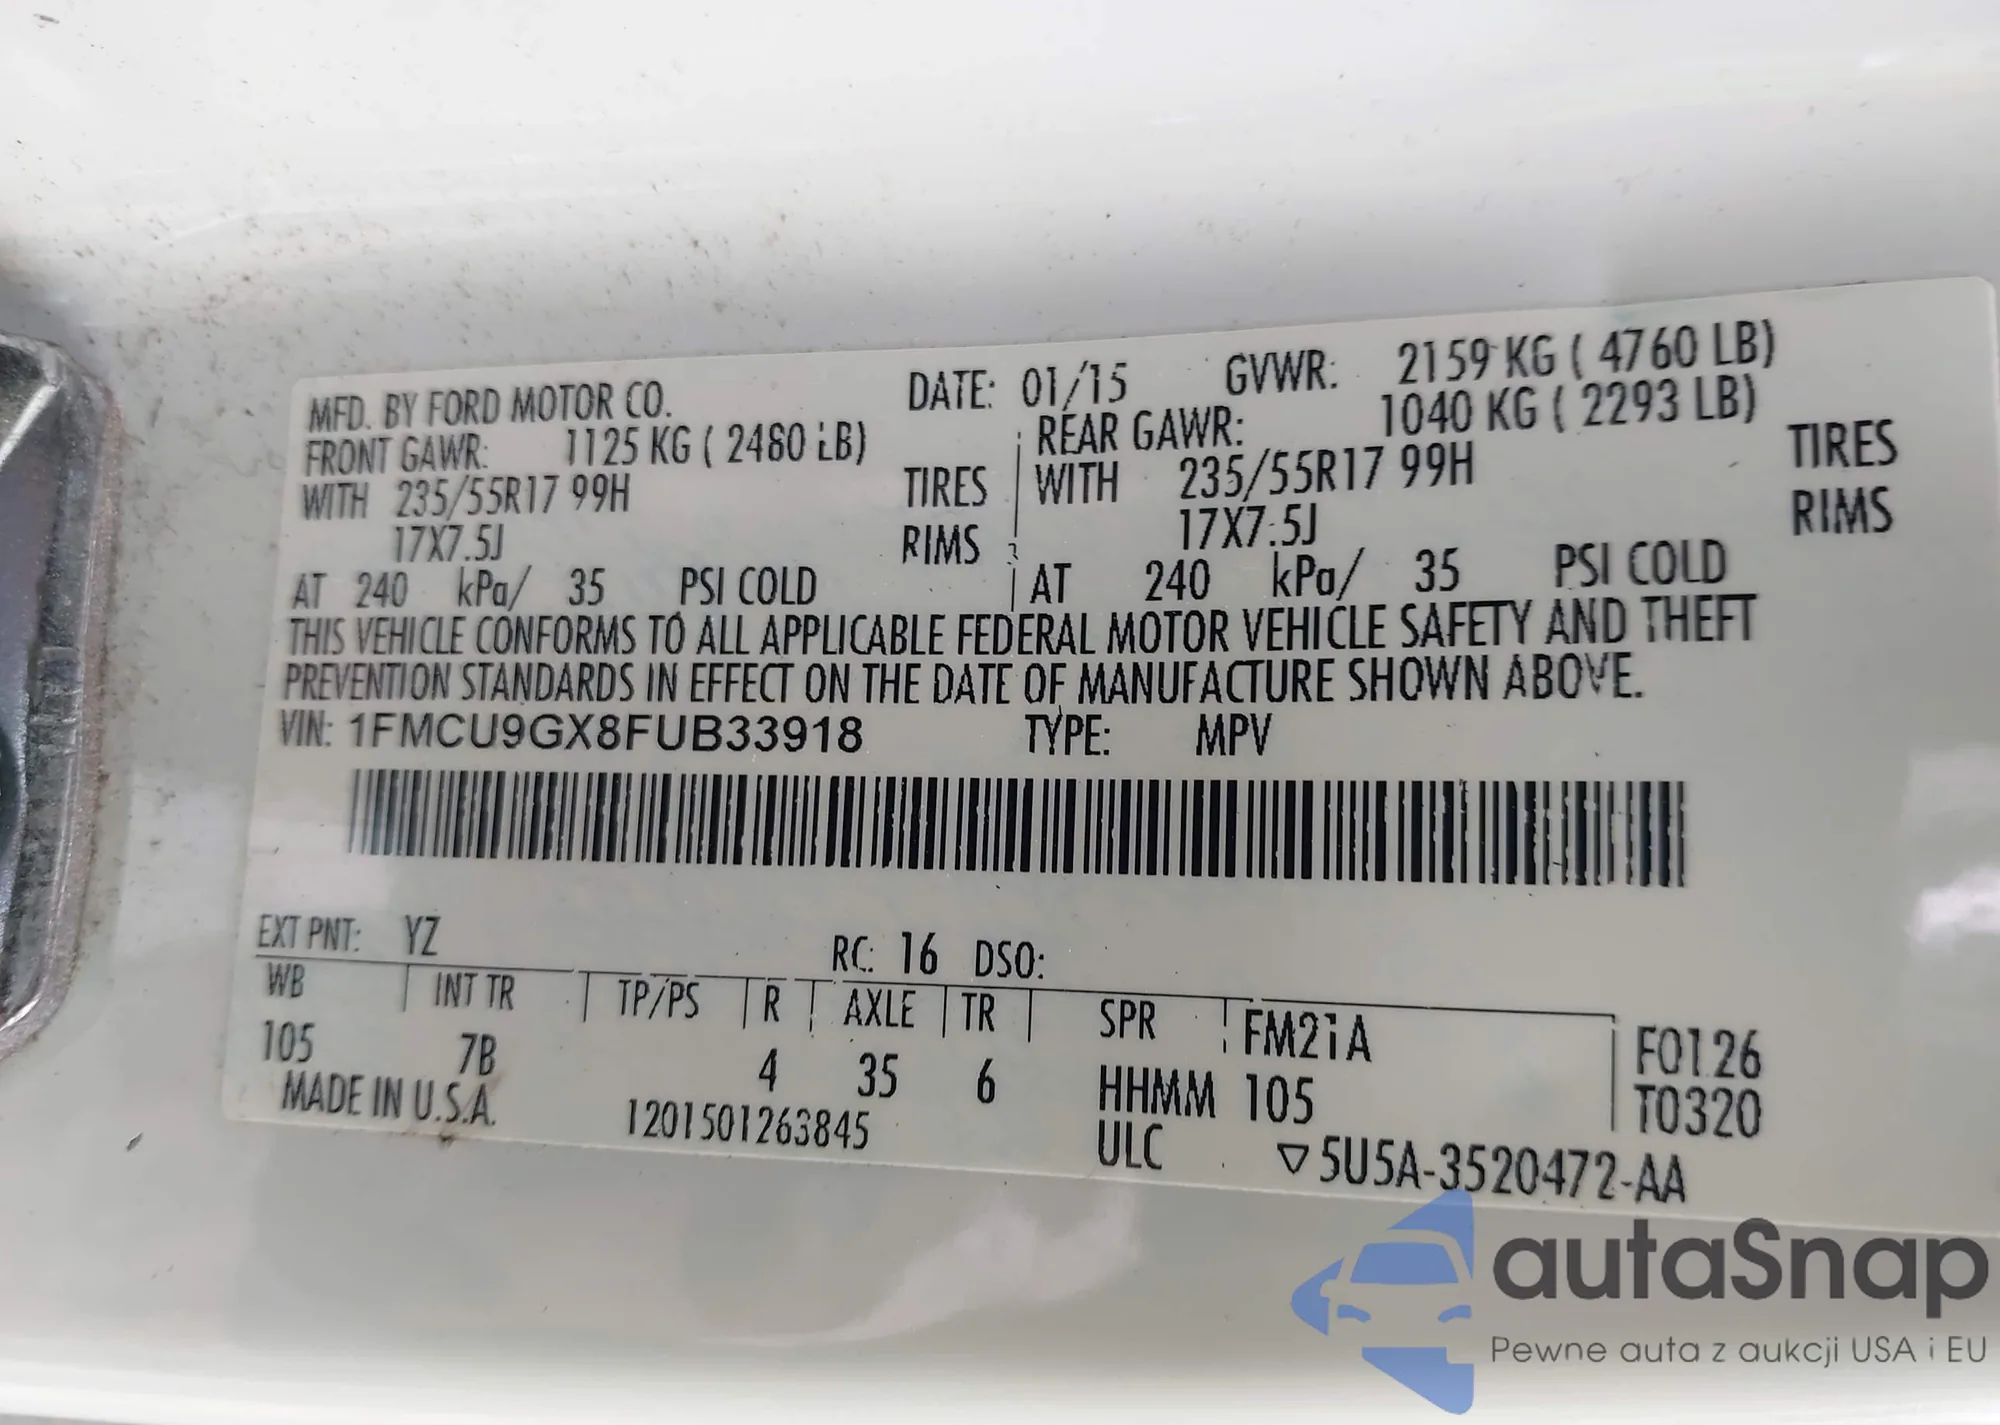 MFD. BY FORD MOTOR CO. DATE: 01/15 GVWR: 2159 KG ( 4760 LB)
FRONT GAWR: 1125 KG ( 2480 LB) REAR GAWR: 1040 KG ( 2293 LB)
WITH 235/55R17 99H TIRES WITH 235/55R17 99H TIRES
17X7.5J RIMS 17X7.5J RIMS
AT 240 kPa/ 35 PSI COLD AT 240 kPa/ 35 PSI COLD
THIS VEHICLE CONFORMS TO ALL APPLICABLE FEDERAL MOTOR VEHICLE SAFETY AND THEFT
PREVENTION STANDARDS IN EFFECT ON THE DATE OF MANUFACTURE SHOWN ABOVE.
VIN: 1FMCU9GX8FUB33918 TYPE: MPV
EXT PNT: YZ RC: 16 DSO:
WB INT TR TP/PS R AXLE TR SPR FM21A F0126
105 7B 4 35 6 HHMM 105 T0320
MADE IN U.S.A. 1201501263845 ULC ▽5U5A-3520472-AA
autaSnap
Pewne auta z aukcji USA i EU